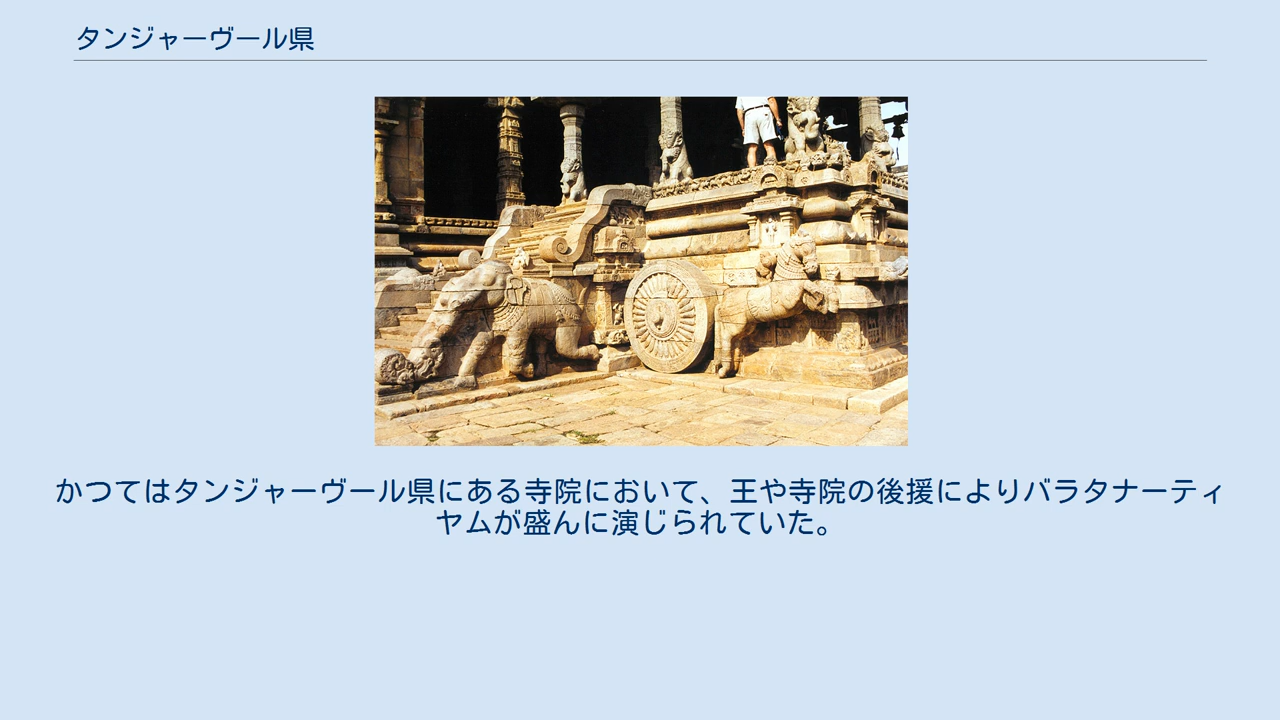 タンジャーヴール県
かつてはタンジャーヴール県にある寺院において、王や寺院の後援によりバラタナーティ
ヤムが盛んに演じられていた。